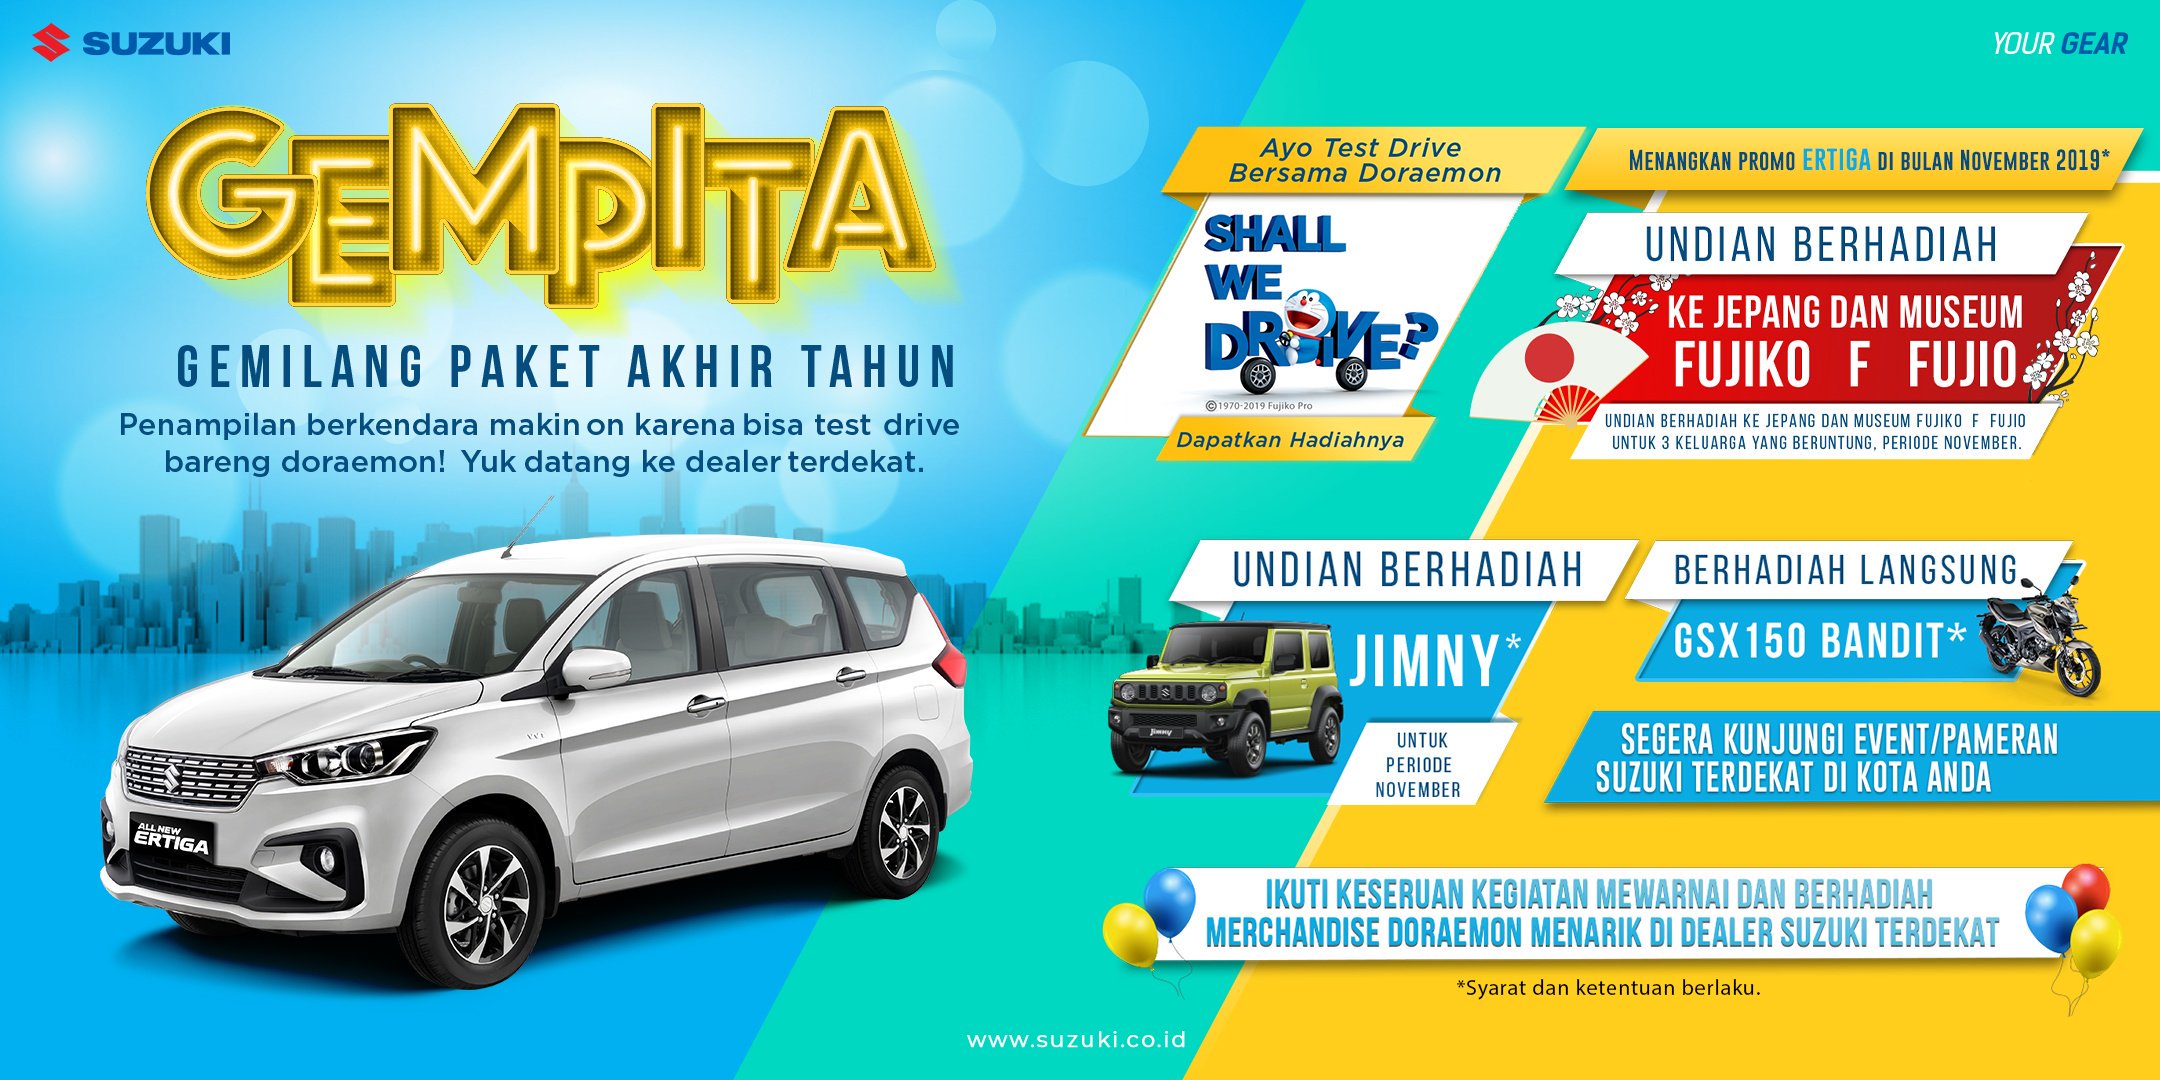 SUZUKI
YOUR GEAR
GEMPITA
GEMILANG PAKET AKHIR TAHUN
Penampilan berkendara makin on karena bisa test drive
bareng doraemon! Yuk datang ke dealer terdekat.
ALL NEW
ERTIGA
Ayo Test Drive
Bersama Doraemon
SHALL
WE
DRIVE?
©1970-2019 Fujiko Pro
Dapatkan Hadiahnya
MENANGKAN PROMO ERTIGA DI BULAN NOVEMBER 2019*
UNDIAN BERHADIAH
KE JEPANG DAN MUSEUM
FUJIKO F FUJIO
UNDIAN BERHADIAH KE JEPANG DAN MUSEUM FUJIKO F FUJIO
UNTUK 3 KELUARGA YANG BERUNTUNG, PERIODE NOVEMBER.
UNDIAN BERHADIAH
JIMNY*
Jimny
UNTUK
PERIODE
NOVEMBER
BERHADIAH LANGSUNG
GSX150 BANDIT*
SEGERA KUNJUNGI EVENT/PAMERAN
SUZUKI TERDEKAT DI KOTA ANDA
IKUTI KESERUAN KEGIATAN MEWARNAI DAN BERHADIAH
MERCHANDISE DORAEMON MENARIK DI DEALER SUZUKI TERDEKAT
*Syarat dan ketentuan berlaku.
www.suzuki.co.id